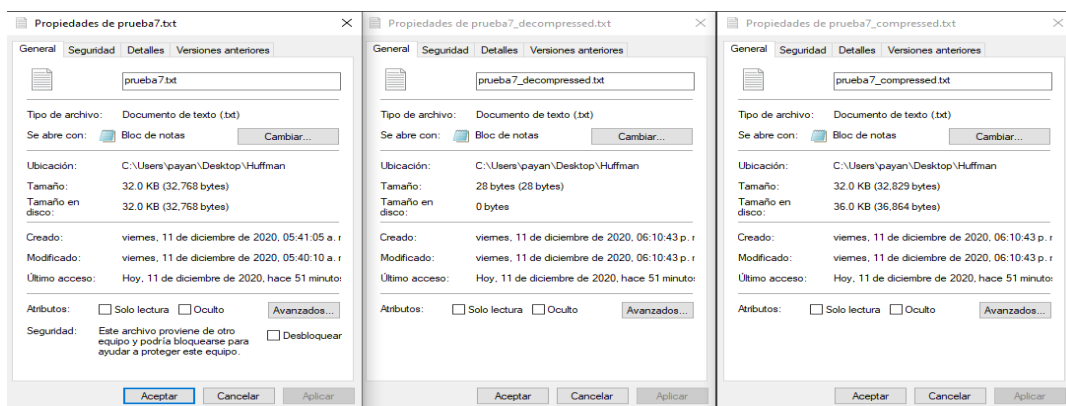 Propiedades de prueba7.txt
General Seguridad Detalles Versiones anteriores
prueba7.txt
Tipo de archivo: Documento de texto (.txt)
Se abre con: Bloc de notas Cambiar...
Ubicación: C:\Users\payan\Desktop\Huffman
Tamaño: 32.0 KB (32,768 bytes)
Tamaño en disco: 32.0 KB (32,768 bytes)
Creado: viernes, 11 de diciembre de 2020, 05:41:05 a. r
Modificado: viernes, 11 de diciembre de 2020, 05:40:10 a. r
Último acceso: Hoy, 11 de diciembre de 2020, hace 51 minuto:
Atributos: Solo lectura Oculto Avanzados...
Seguridad: Este archivo proviene de otro
equipo y podría bloquearse para
ayudar a proteger este equipo.
Desbloquear
Aceptar Cancelar Aplicar
Propiedades de prueba7_decompressed.txt
General Seguridad Detalles Versiones anteriores
prueba7_decompressed.txt
Tipo de archivo: Documento de texto (.txt)
Se abre con: Bloc de notas Cambiar...
Ubicación: C:\Users\payan\Desktop\Huffman
Tamaño: 28 bytes (28 bytes)
Tamaño en disco: 0 bytes
Creado: viernes, 11 de diciembre de 2020, 06:10:43 p. r
Modificado: viernes, 11 de diciembre de 2020, 06:10:43 p. r
Último acceso: Hoy, 11 de diciembre de 2020, hace 51 minuto:
Atributos: Solo lectura Oculto Avanzados...
Aceptar Cancelar Aplicar
Propiedades de prueba7_compressed.txt
General Seguridad Detalles Versiones anteriores
prueba7_compressed.txt
Tipo de archivo: Documento de texto (.txt)
Se abre con: Bloc de notas Cambiar...
Ubicación: C:\Users\payan\Desktop\Huffman
Tamaño: 32.0 KB (32,829 bytes)
Tamaño en disco: 36.0 KB (36,864 bytes)
Creado: viernes, 11 de diciembre de 2020, 06:10:43 p. r
Modificado: viernes, 11 de diciembre de 2020, 06:10:43 p. r
Último acceso: Hoy, 11 de diciembre de 2020, hace 51 minuto:
Atributos: Solo lectura Oculto Avanzados...
Aceptar Cancelar Aplicar